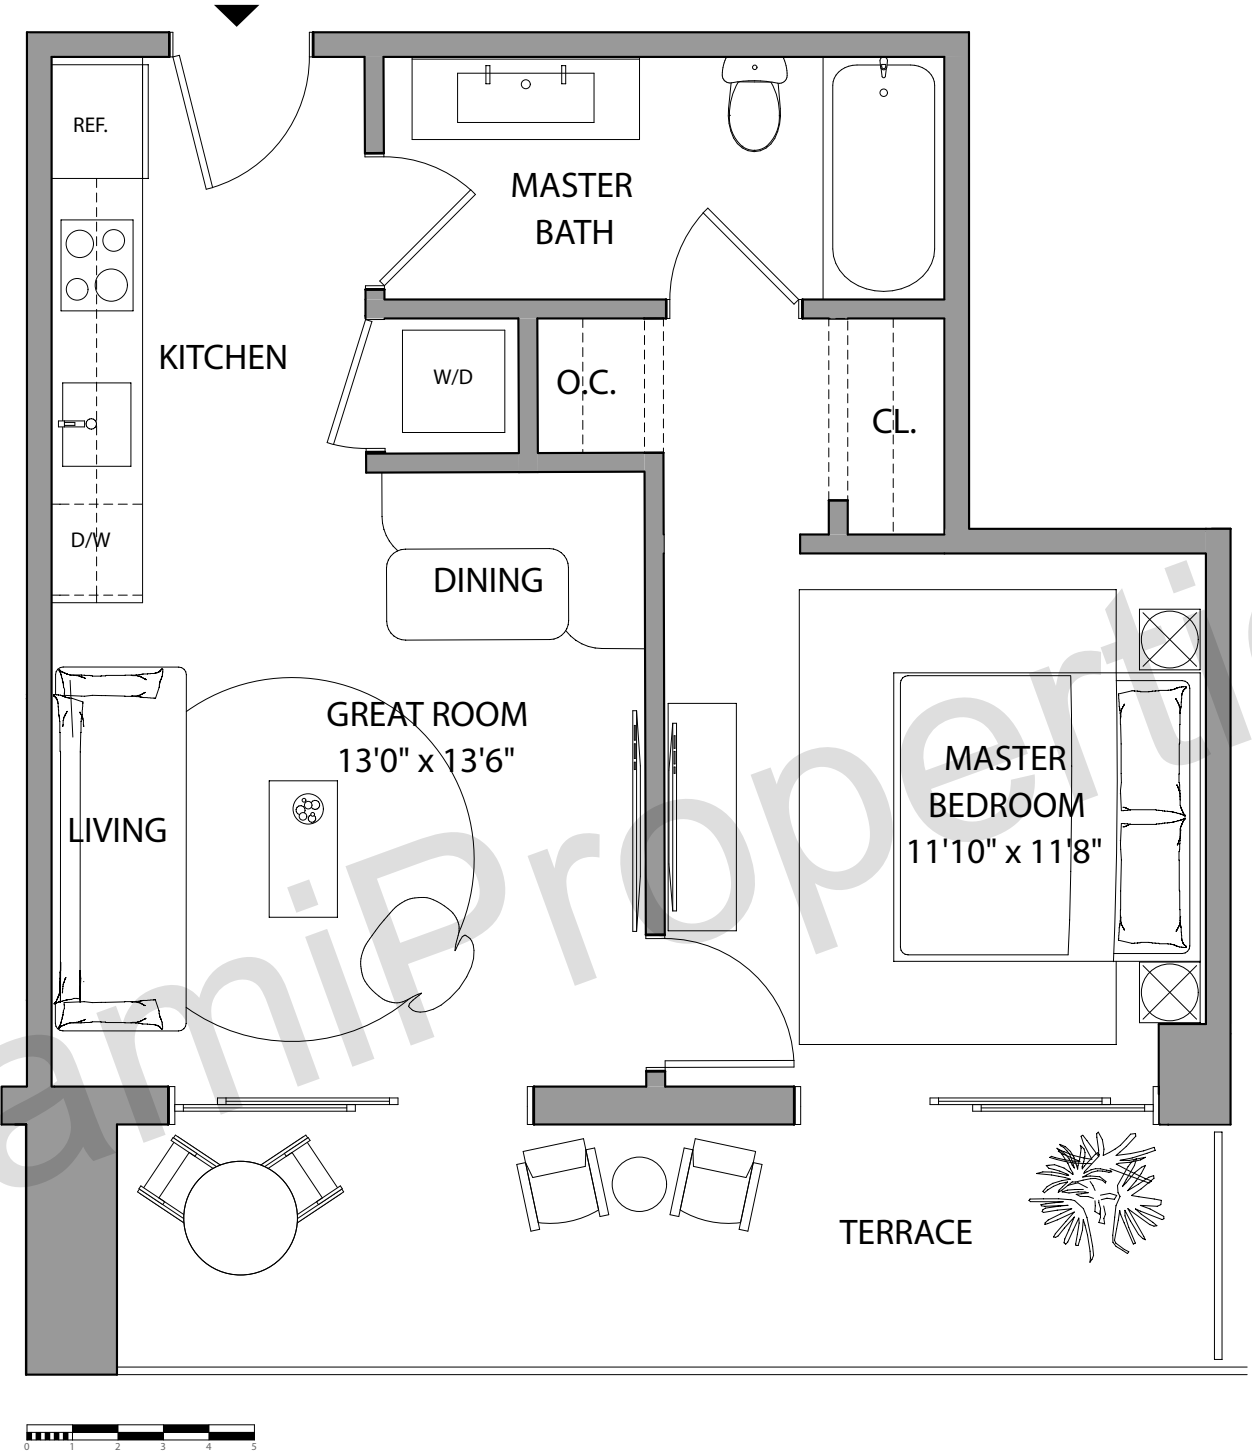 REF.
MASTER
BATH
KITCHEN
W/D
O.C.
CL.
D/W
DINING
GREAT ROOM
13'0" x 13'6"
LIVING
MASTER
BEDROOM
11'10" x 11'8"
amiProperti
TERRACE
0 1 2 3 4 5